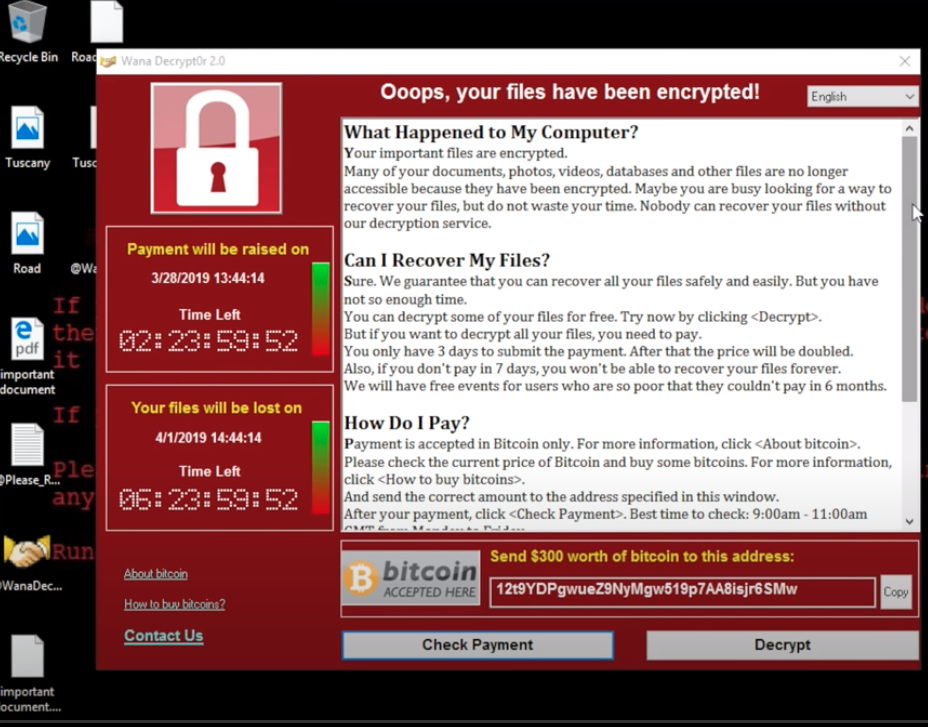 Recycle Bin
Road
Tuscany
Tusc
Road
@Wa
pdf
important
document
@Please_R...
WanaDec...
important
ocument....
If
the
it
If
Ple
any
Run
Wana Decrypt0r 2.0
Ooops, your files have been encrypted!
English
What Happened to My Computer?
Your important files are encrypted.
Many of your documents, photos, videos, databases and other files are no longer
accessible because they have been encrypted. Maybe you are busy looking for a way to
recover your files, but do not waste your time. Nobody can recover your files without
our decryption service.
Can I Recover My Files?
Sure. We guarantee that you can recover all your files safely and easily. But you have
not so enough time.
You can decrypt some of your files for free. Try now by clicking <Decrypt>.
But if you want to decrypt all your files, you need to pay.
You only have 3 days to submit the payment. After that the price will be doubled.
Also, if you don't pay in 7 days, you won't be able to recover your files forever.
We will have free events for users who are so poor that they couldn't pay in 6 months.
How Do I Pay?
Payment is accepted in Bitcoin only. For more information, click <About bitcoin>.
Please check the current price of Bitcoin and buy some bitcoins. For more information,
click <How to buy bitcoins>.
And send the correct amount to the address specified in this window.
After your payment, click <Check Payment>. Best time to check: 9:00am - 11:00am
GMT from Monday to Friday.
Payment will be raised on
3/28/2019 13:44:14
Time Left
02:23:59:52
Your files will be lost on
4/1/2019 14:44:14
Time Left
06:23:59:52
About bitcoin
How to buy bitcoins?
Contact Us
bitcoin
ACCEPTED HERE
Send $300 worth of bitcoin to this address:
12t9YDPgwueZ9NyMgw519p7AA8isjr6SMw
Copy
Check Payment
Decrypt